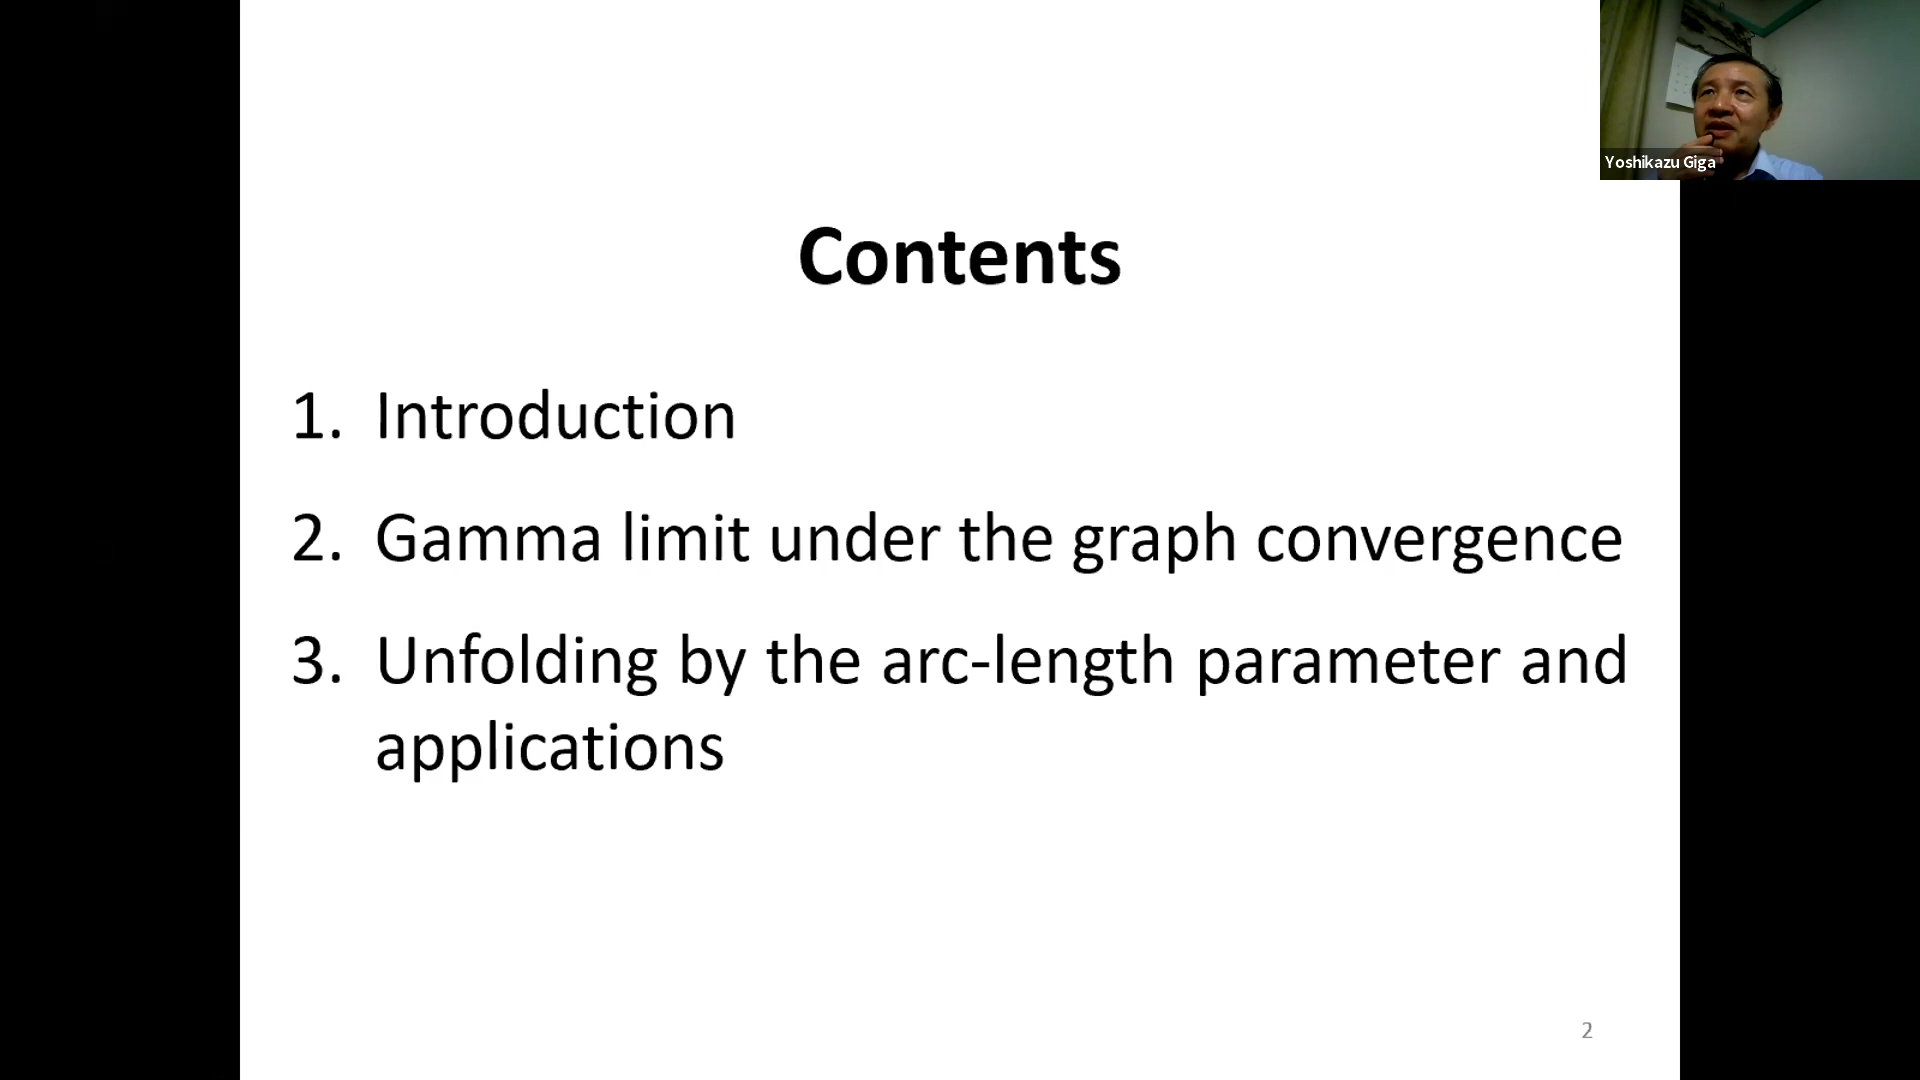 Yoshikazu Giga
Contents
1. Introduction
2. Gamma limit under the graph convergence
3. Unfolding by the arc-length parameter and
applications
2